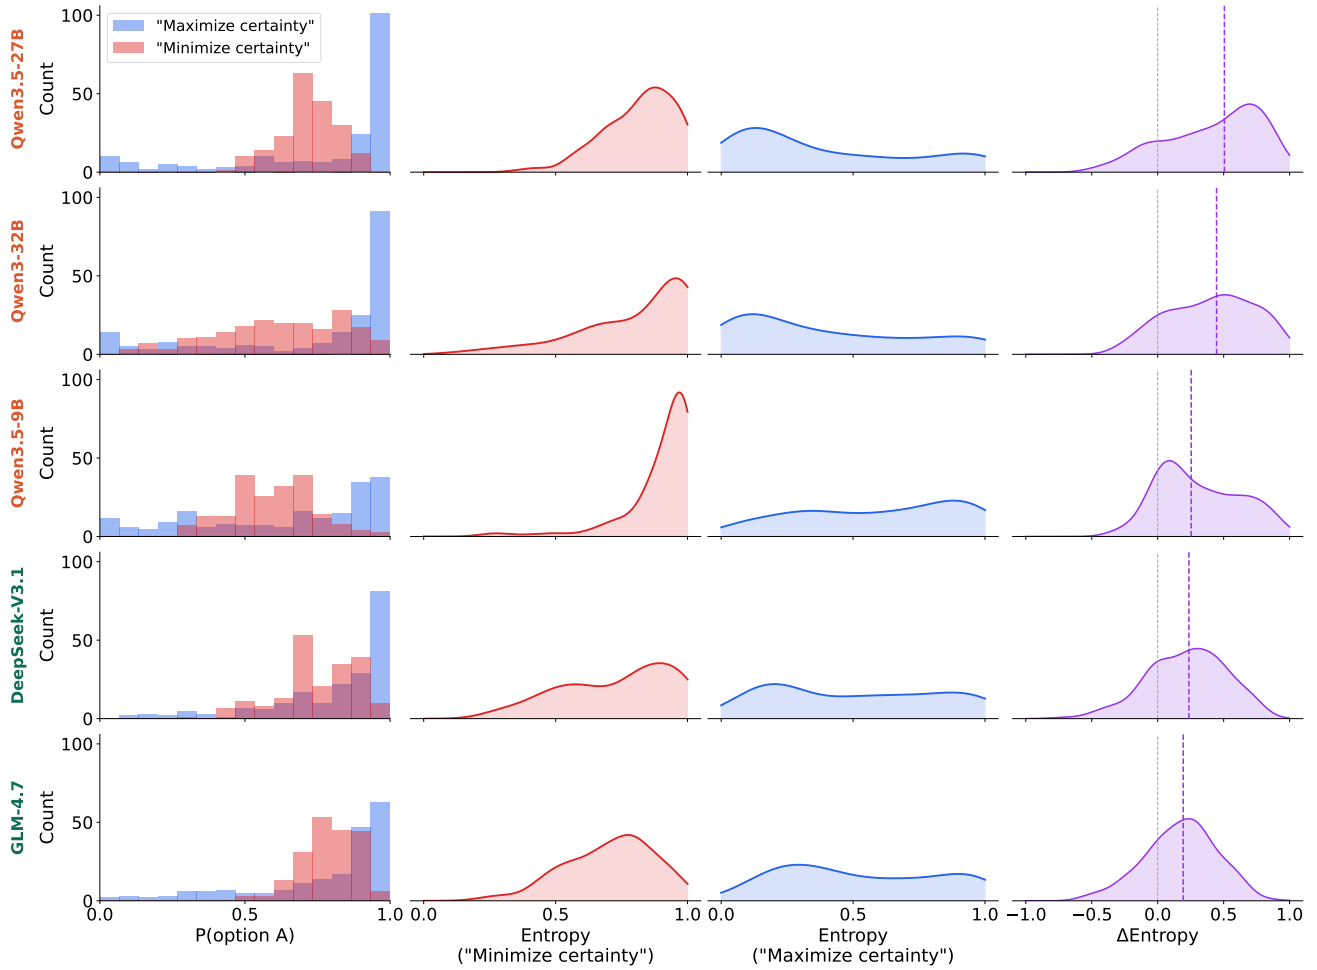 "Maximize certainty"
"Minimize certainty"
Qwen3.5-27B
Count
100
50
0
Qwen3-32B
Count
100
50
0
Qwen3.5-9B
Count
100
50
0
DeepSeek-V3.1
Count
100
50
0
GLM-4.7
Count
100
50
0
0.0 0.5 1.0
P(option A)
0.0 0.5 1.0
Entropy
("Minimize certainty")
0.0 0.5 1.0
Entropy
("Maximize certainty")
−1.0 −0.5 0.0 0.5 1.0
ΔEntropy